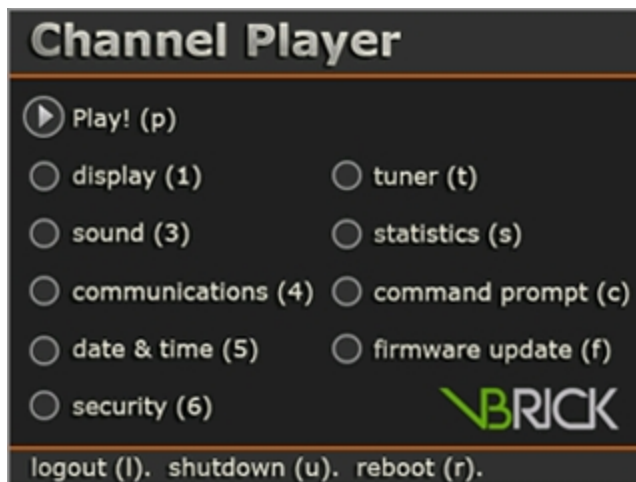 Channel Player
Play! (p)
display (1)
tuner (t)
sound (3)
statistics (s)
communications (4)
command prompt (c)
date & time (5)
firmware update (f)
security (6)
VBRICK
logout (l). shutdown (u). reboot (r).